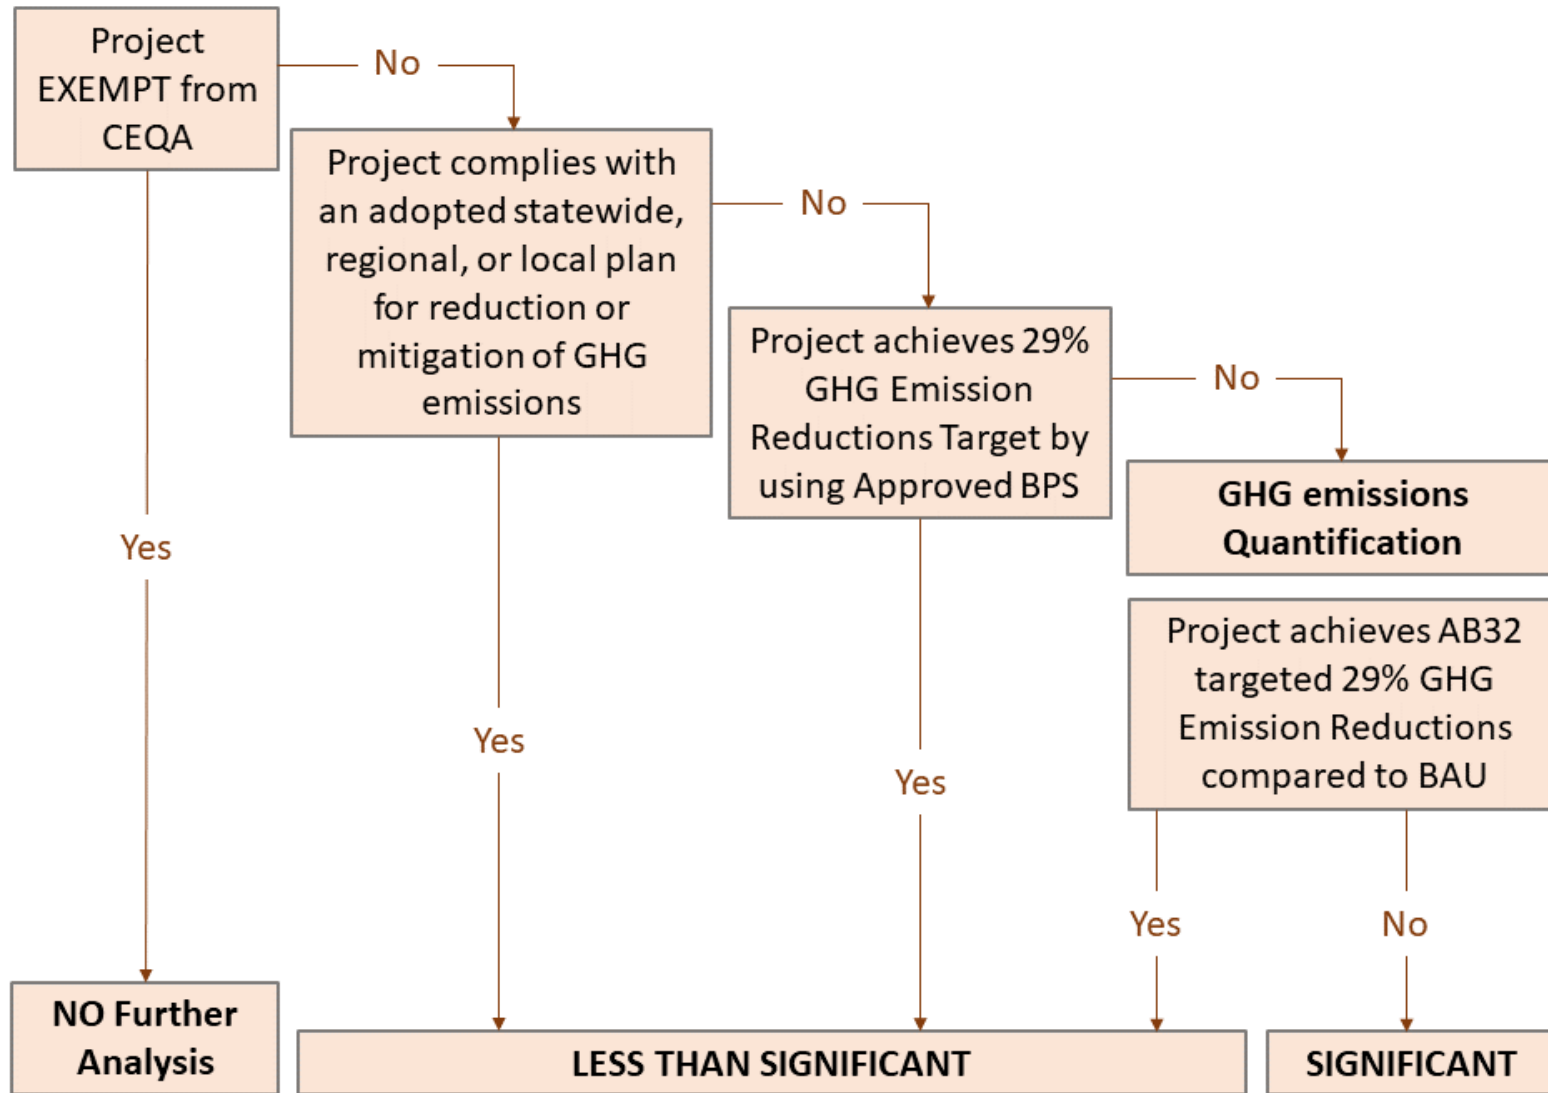 Project
EXEMPT from
CEQA
No
Project complies with
an adopted statewide,
regional, or local plan
for reduction or
mitigation of GHG
emissions
No
Project achieves 29%
GHG Emission
Reductions Target by
using Approved BPS
No
GHG emissions
Quantification
Project achieves AB32
targeted 29% GHG
Emission Reductions
compared to BAU
Yes
Yes
Yes
Yes
No
NO Further
Analysis
LESS THAN SIGNIFICANT
SIGNIFICANT